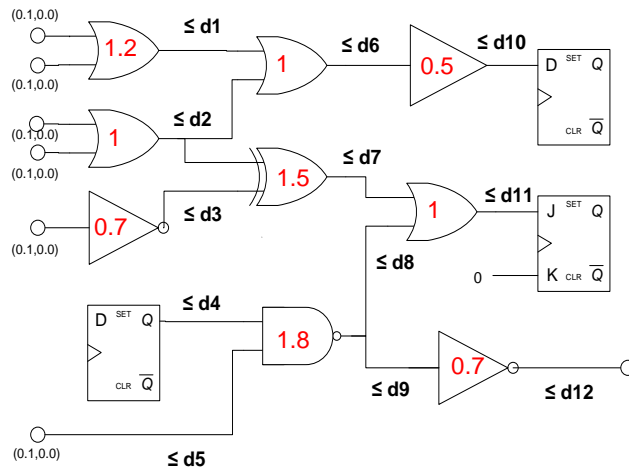 (0.1,0.0)
≤ d1
1.2
(0.1,0.0)
1
≤ d6
0.5
≤ d10
D SET Q
CLR Q
(0.1,0.0)
(0.1,0.0)
1
≤ d2
1.5
≤ d7
0.7
≤ d3
(0.1,0.0)
1
≤ d11
J SET Q
0
K CLR Q
≤ d8
D SET Q
CLR Q
≤ d4
1.8
≤ d9
0.7
≤ d12
(0.1,0.0)
≤ d5